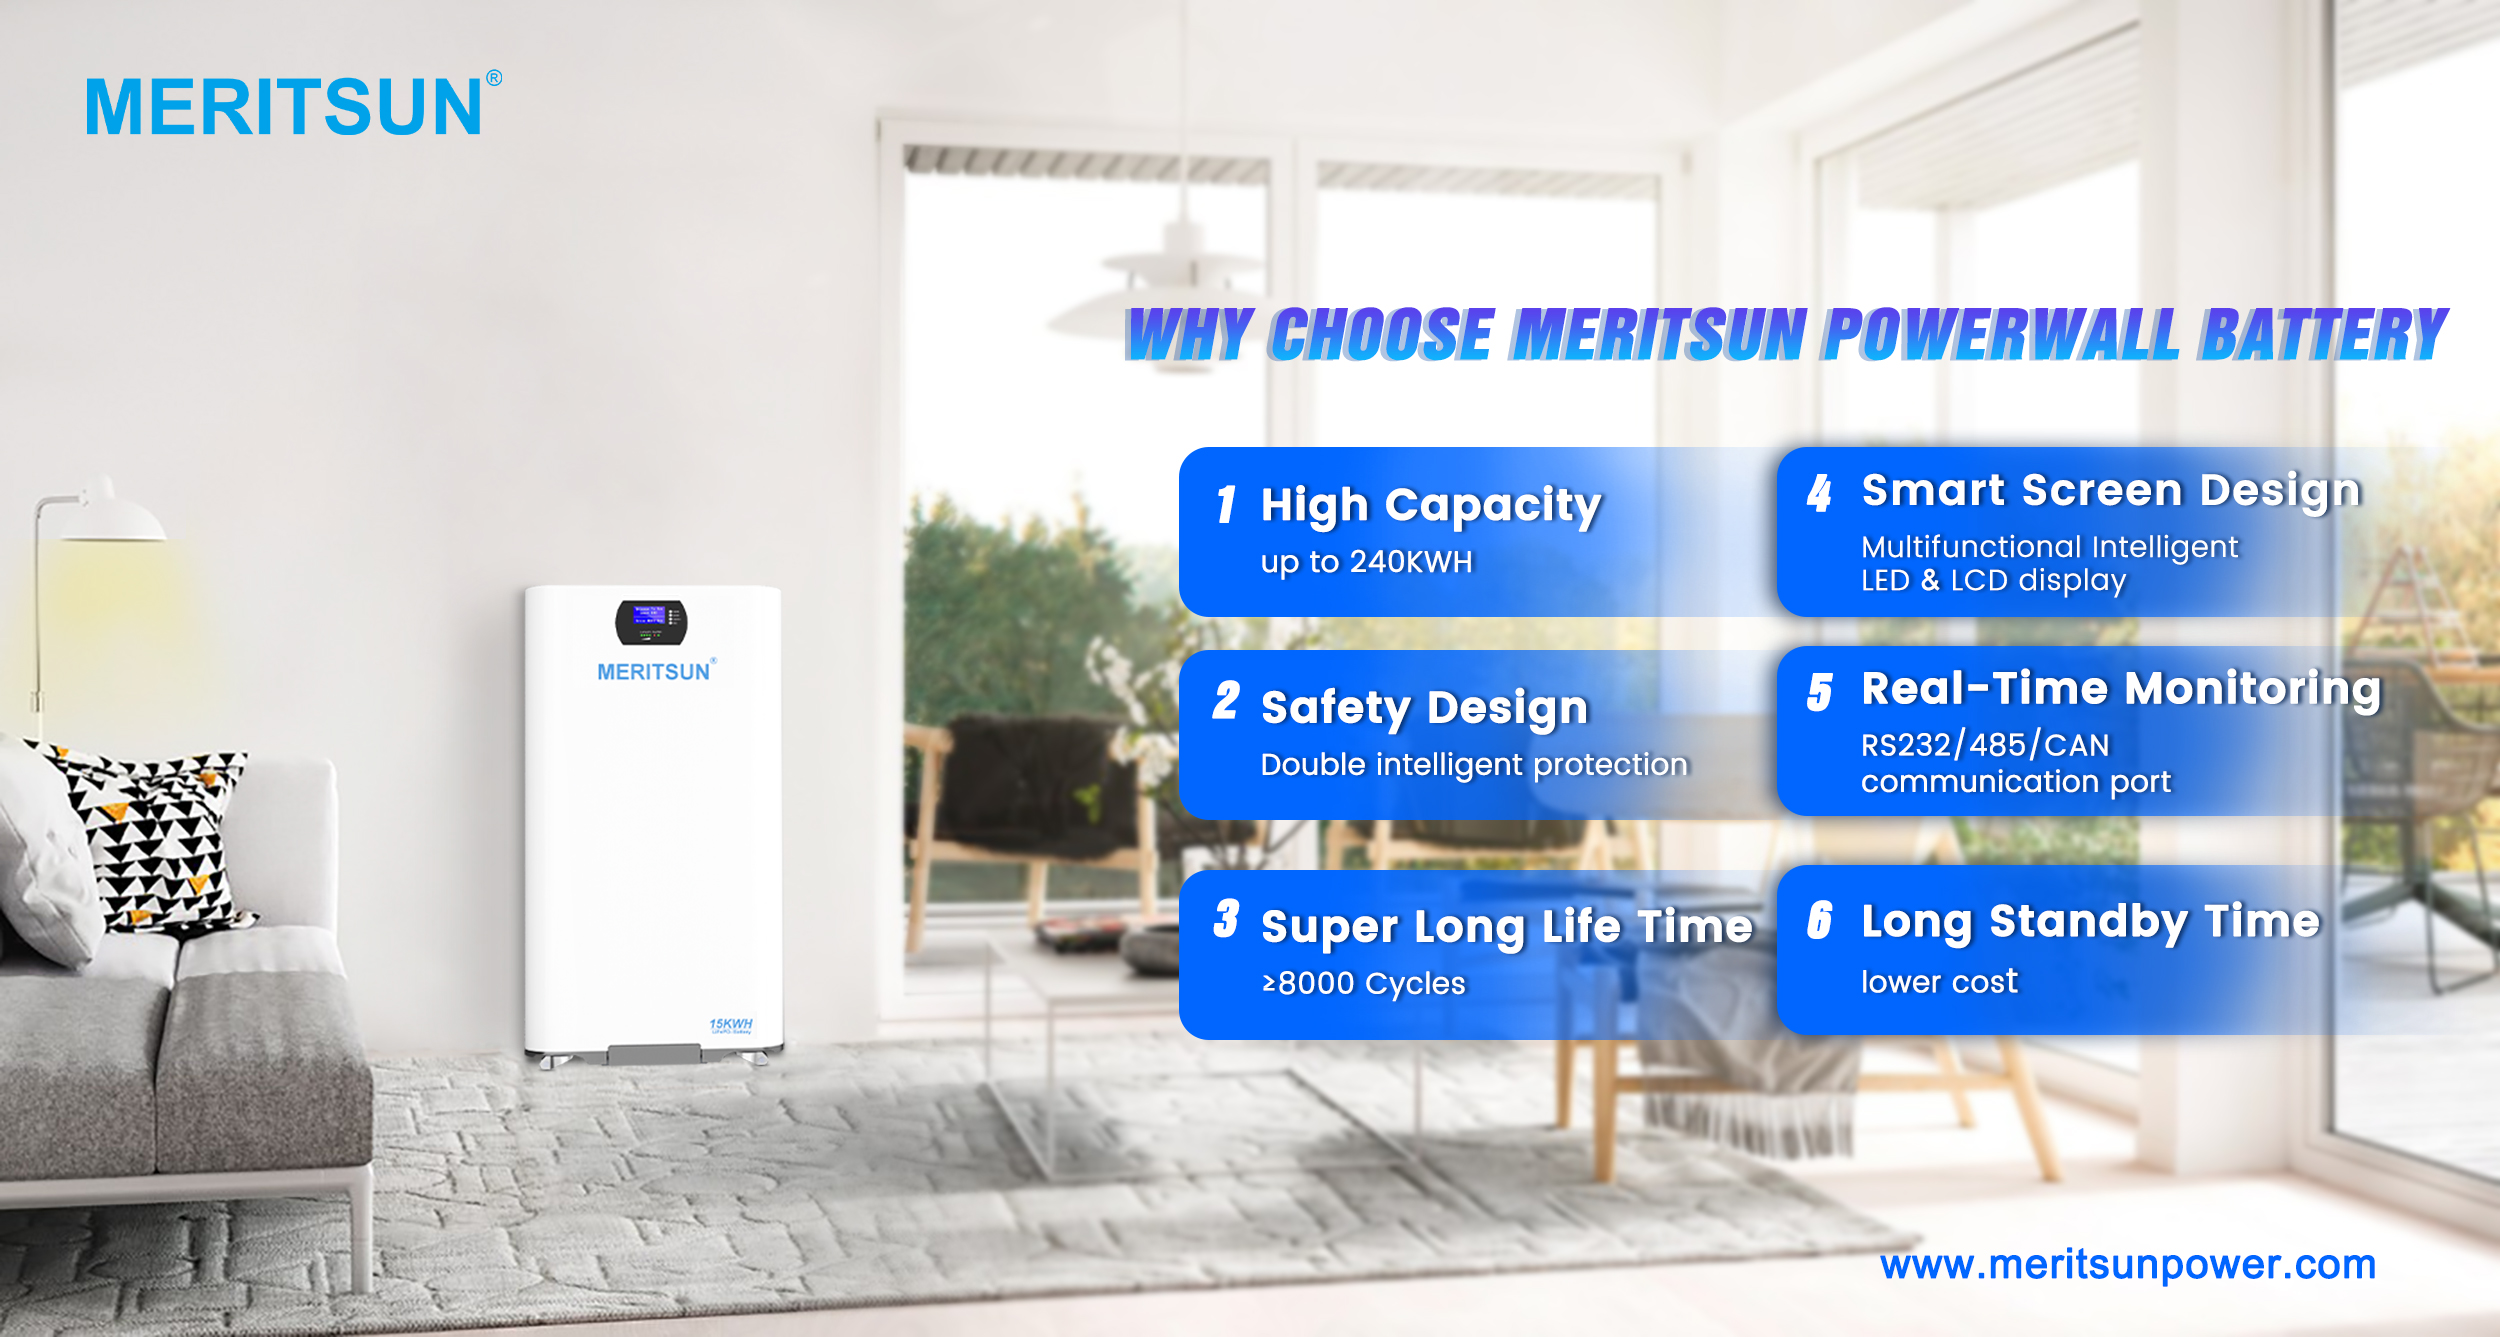 MERITSUN®
WHY CHOOSE MERITSUN POWERWALL BATTERY
1 High Capacity
up to 240KWH
2 Safety Design
Double intelligent protection
3 Super Long Life Time
≥8000 Cycles
4 Smart Screen Design
Multifunctional Intelligent
LED & LCD display
5 Real-Time Monitoring
RS232/485/CAN
communication port
6 Long Standby Time
lower cost
MERITSUN®
15KWH
www.meritsunpower.com